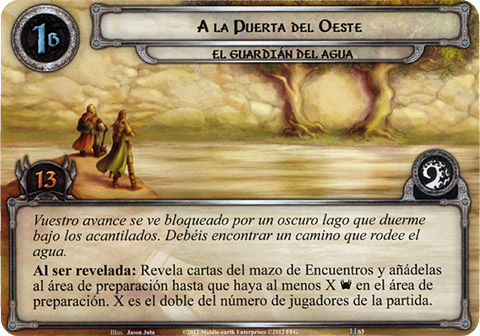 1B
A la Puerta del Oeste
El Guardián del Agua
13
Vuestro avance se ve bloqueado por un oscuro lago que duerme
bajo los acantilados. Debéis encontrar un camino que rodee el
agua.
Al ser revelada: Revela cartas del mazo de Encuentros y añádelas
al área de preparación hasta que haya al menos X en el área de
preparación. X es el doble del número de jugadores de la partida.
Illus. Jason Juta ©2012 Middle-earth Enterprises ©2012 FFG 63